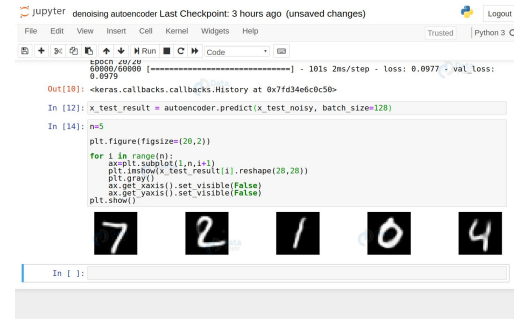 jupyter denoising autoencoder Last Checkpoint: 3 hours ago (unsaved changes) Logout
File Edit View Insert Cell Kernel Widgets Help Trusted Python 3
Run Code
Epoch 20/20
60000/60000 [==============================] - 101s 2ms/step - loss: 0.0977 - val_loss:
0.0979
Out[10]: <keras.callbacks.callbacks.History at 0x7fd34e6c0c50>
In [12]: x_test_result = autoencoder.predict(x_test_noisy, batch_size=128)
In [14]: n=5
plt.figure(figsize=(20,2))
for i in range(n):
ax=plt.subplot(1,n,i+1)
plt.imshow(x_test_result[i].reshape(28,28))
plt.gray()
ax.get_xaxis().set_visible(False)
ax.get_yaxis().set_visible(False)
plt.show()
7 2 1 0 4
In [ ]: